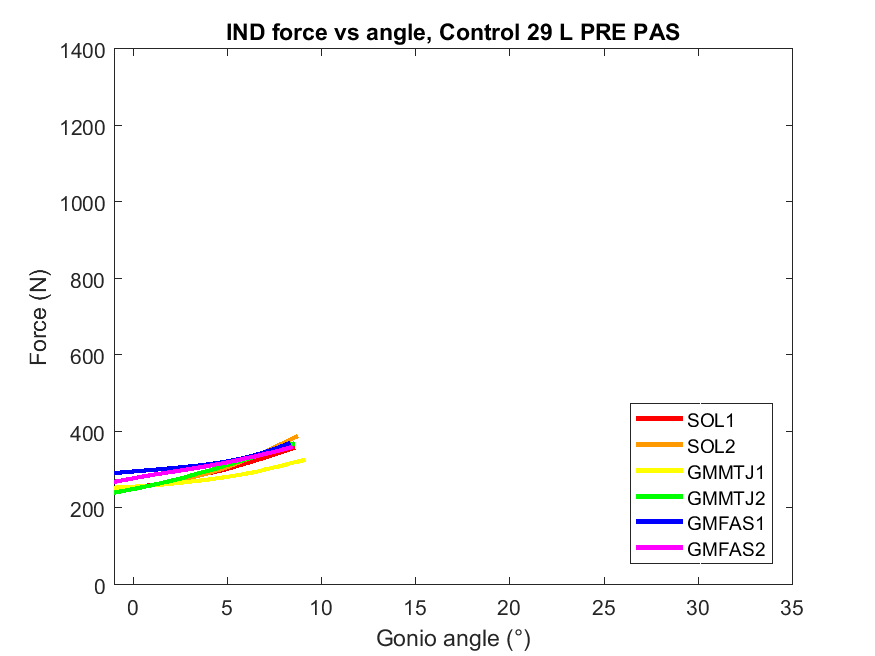 IND force vs angle, Control 29 L PRE PAS
1400
1200
1000
800
600
400
200
0
Force (N)
SOL1
SOL2
GMMTJ1
GMMTJ2
GMFAS1
GMFAS2
0 5 10 15 20 25 30 35
Gonio angle (°)